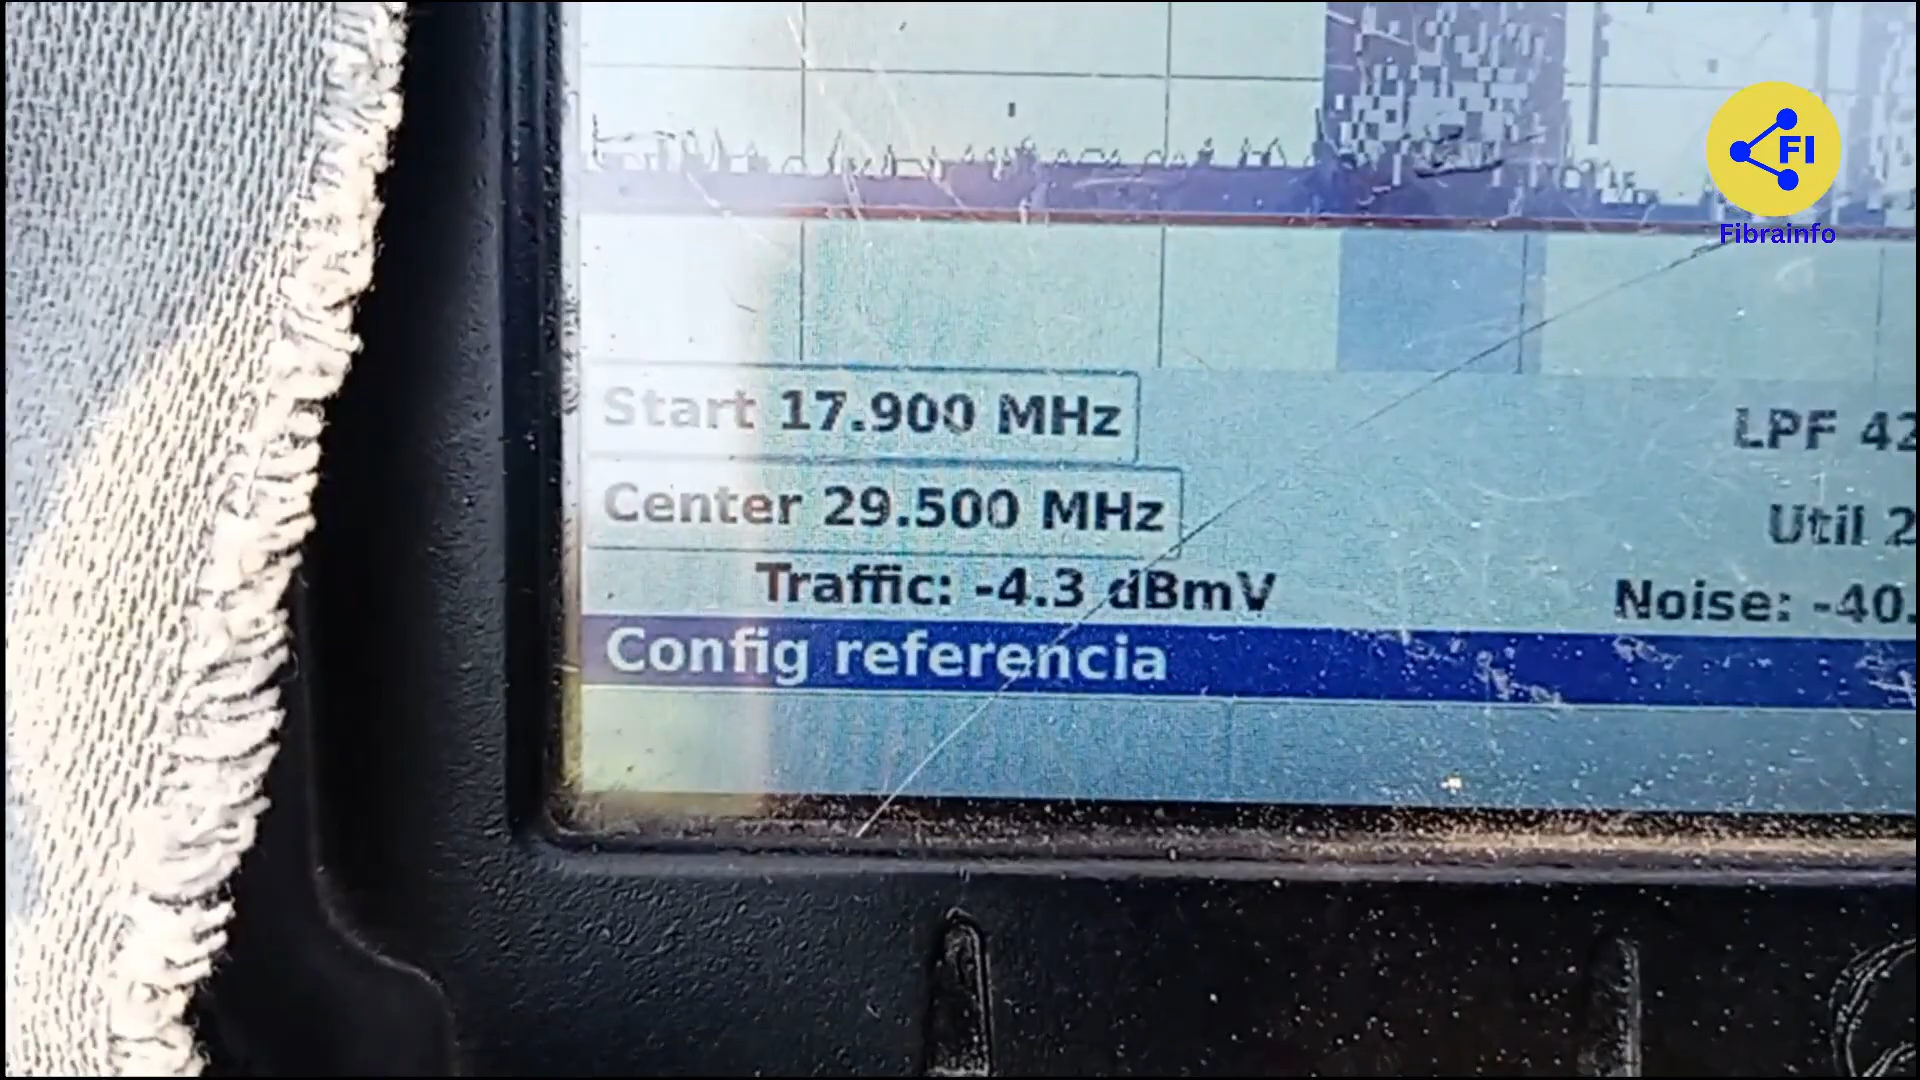 FI
Fibrainfo
Start 17.900 MHz
LPF 42
Center 29.500 MHz
Util 2
Traffic: -4.3 dBmV
Noise: -40.
Config referencia